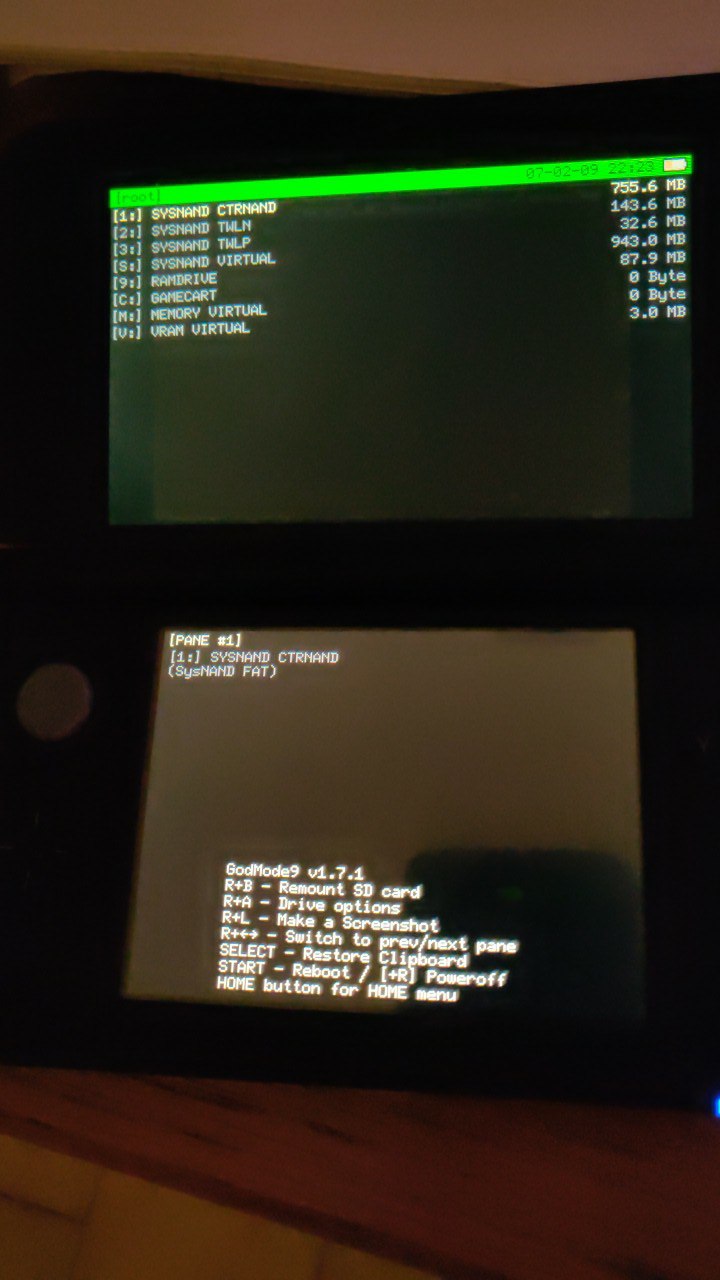 [root] 07-02-09 22:23
[1:] SYSNAND CTRNAND 755.6 MB
[2:] SYSNAND TWLN 143.6 MB
[3:] SYSNAND TWLP 32.6 MB
[S:] SYSNAND VIRTUAL 943.0 MB
[9:] RAMDRIVE 87.9 MB
[C:] GAMECART 0 Byte
[M:] MEMORY VIRTUAL 0 Byte
[V:] VRAM VIRTUAL 3.0 MB
[PANE #1]
[1:] SYSNAND CTRNAND
(SysNAND FAT)
GodMode9 v1.7.1
R+B - Remount SD card
R+A - Drive options
R+L - Make a Screenshot
R+←→ - Switch to prev/next pane
SELECT - Restore Clipboard
START - Reboot / [+R] Poweroff
HOME button for HOME menu